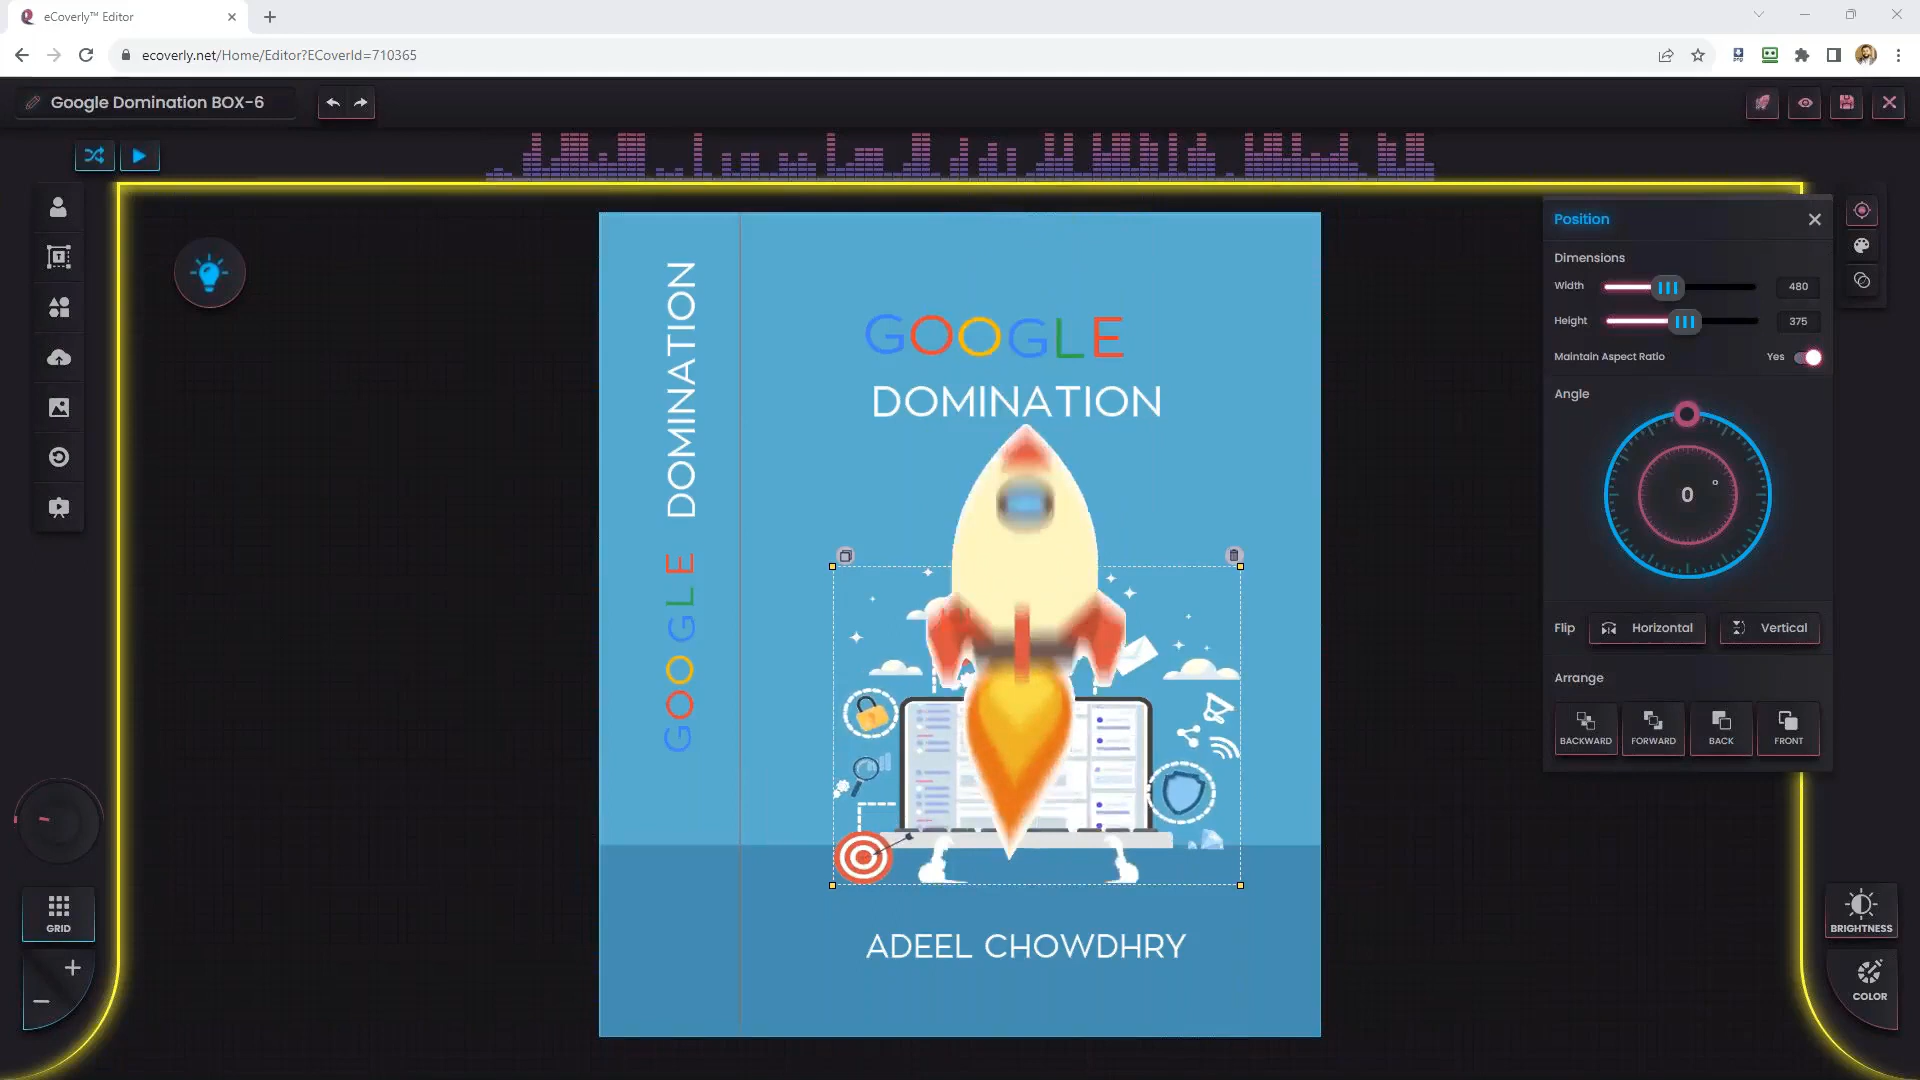 eCoverly™ Editor
ecoverly.net/Home/Editor?ECoverId=710365
Google Domination BOX-6
Position
Dimensions
Width
480
Height
375
Maintain Aspect Ratio
Yes
Angle
0 °
Flip
Horizontal
Vertical
Arrange
BACKWARD
FORWARD
BACK
FRONT
GOOGLE DOMINATION
GOOGLE
DOMINATION
ADEEL CHOWDHRY
GRID
BRIGHTNESS
COLOR